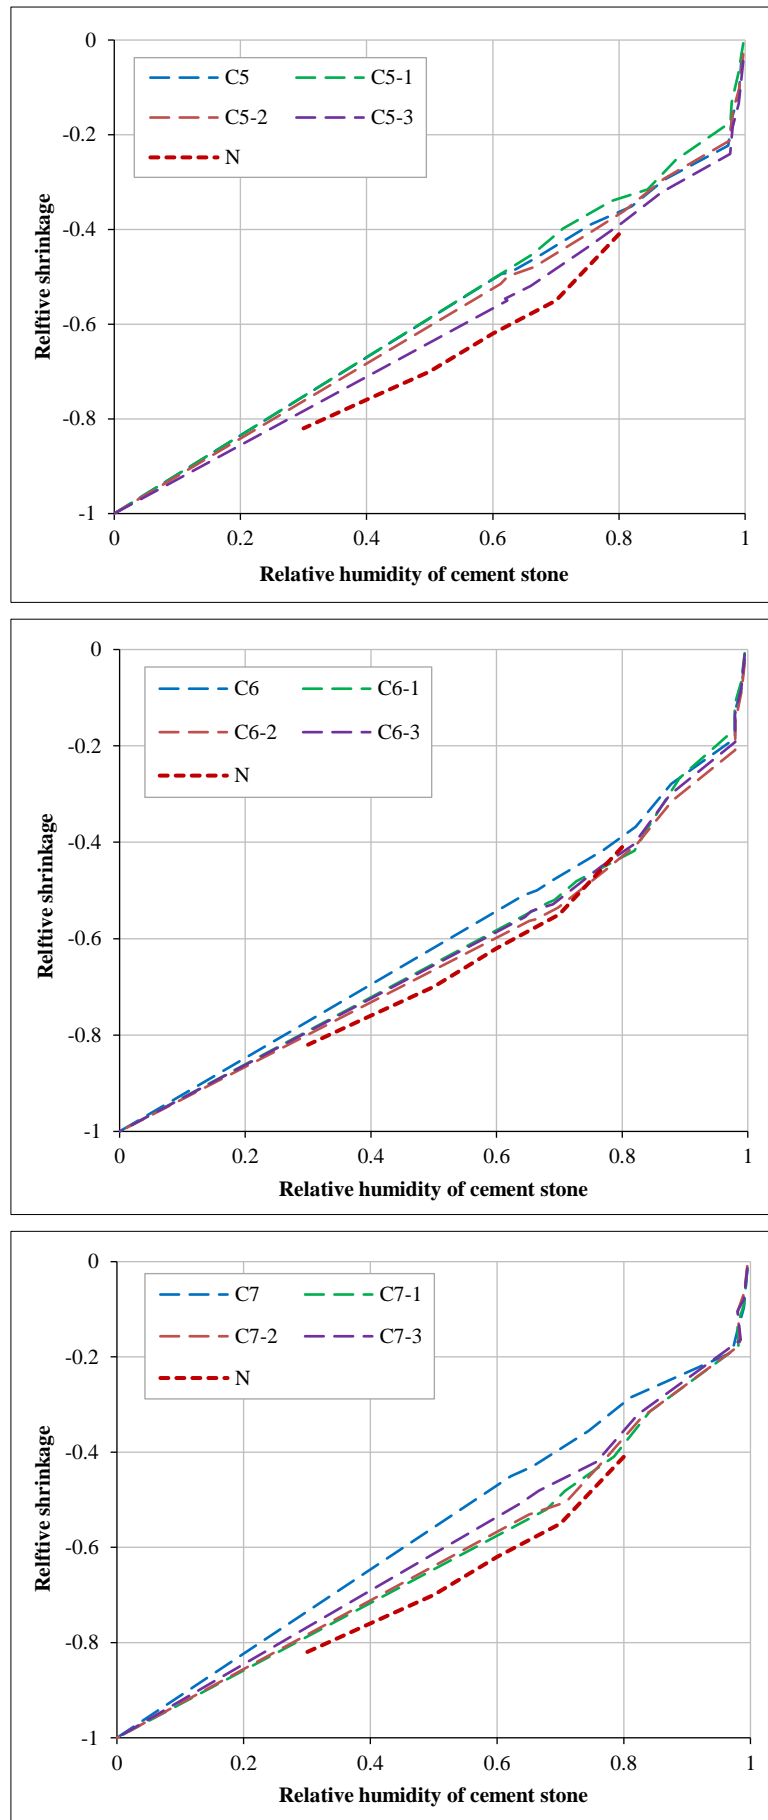 0
-0.2
-0.4
-0.6
-0.8
-1
Relftive shrinkage
C5 C5-1
C5-2 C5-3
N
0 0.2 0.4 0.6 0.8 1
Relative humidity of cement stone
0
-0.2
-0.4
-0.6
-0.8
-1
Relftive shrinkage
C6 C6-1
C6-2 C6-3
N
0 0.2 0.4 0.6 0.8 1
Relative humidity of cement stone
0
-0.2
-0.4
-0.6
-0.8
-1
Relftive shrinkage
C7 C7-1
C7-2 C7-3
N
0 0.2 0.4 0.6 0.8 1
Relative humidity of cement stone